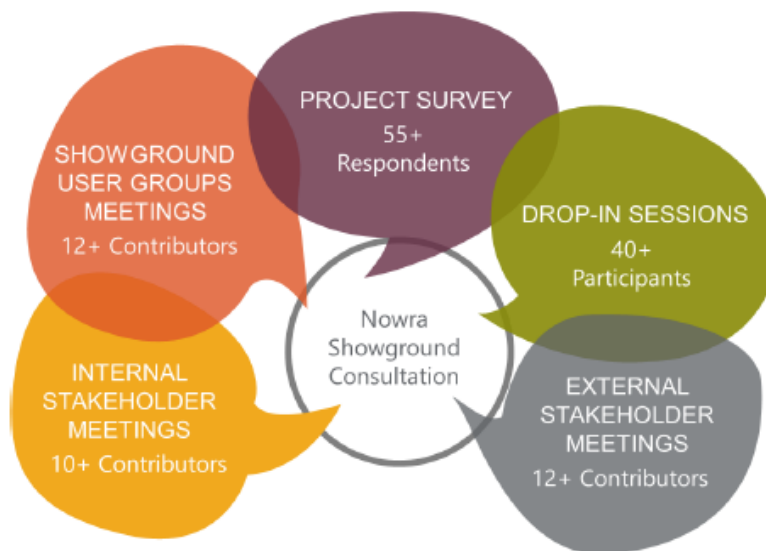 PROJECT SURVEY
55+
Respondents
SHOWGROUND
USER GROUPS
MEETINGS
12+ Contributors
DROP-IN SESSIONS
40+
Participants
Nowra
Showground
Consultation
INTERNAL
STAKEHOLDER
MEETINGS
10+ Contributors
EXTERNAL
STAKEHOLDER
MEETINGS
12+ Contributors